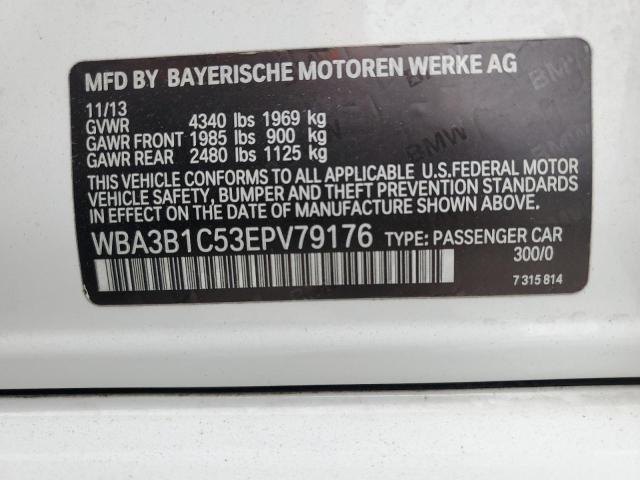 MFD BY BAYERISCHE MOTOREN WERKE AG
11/13
GVWR 4340 lbs 1969 kg
GAWR FRONT 1985 lbs 900 kg
GAWR REAR 2480 lbs 1125 kg
THIS VEHICLE CONFORMS TO ALL APPLICABLE U.S.FEDERAL MOTOR
VEHICLE SAFETY, BUMPER AND THEFT PREVENTION STANDARDS
IN EFFECT ON THE DATE OF MANUFACTURE SHOWN ABOVE.
WBA3B1C53EPV79176 TYPE: PASSENGER CAR
300/0
7 315 814